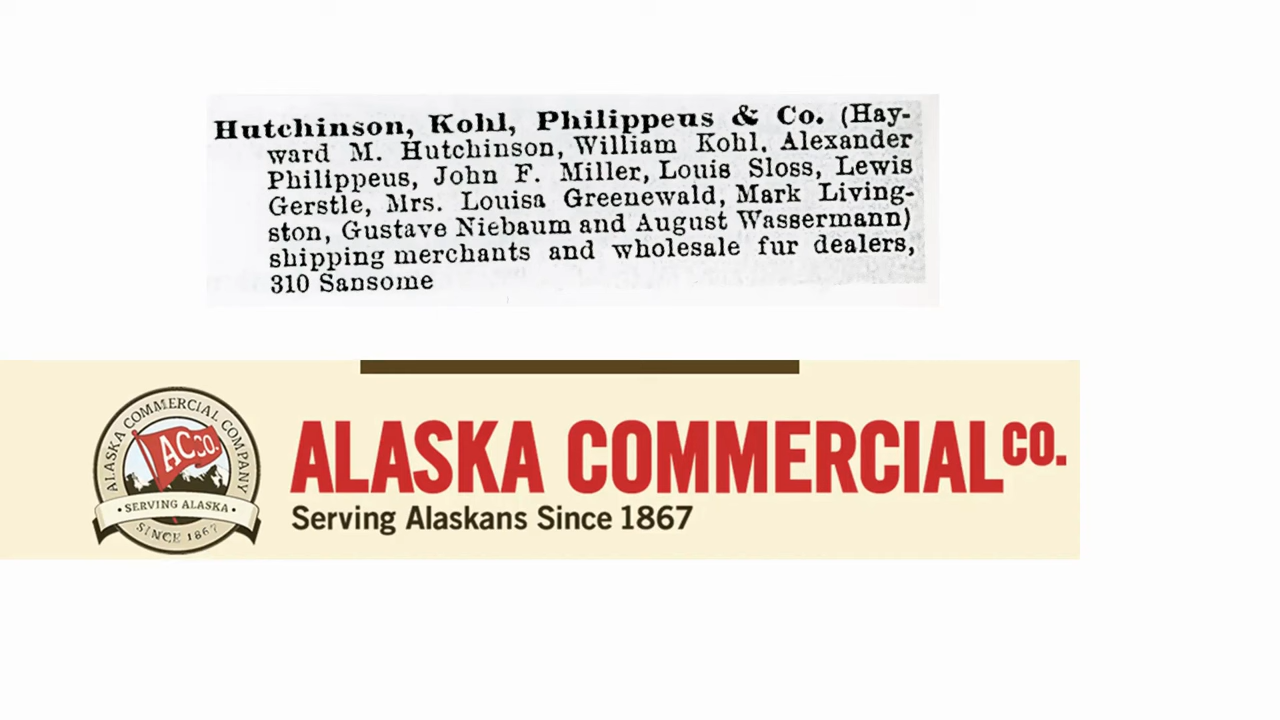 Hutchinson, Kohl, Philippeus & Co. (Hay-
ward M. Hutchinson, William Kohl, Alexander
Philippeus, John F. Miller, Louis Sloss, Lewis
Gerstle, Mrs. Louisa Greenewald, Mark Living-
ston, Gustave Niebaum and August Wassermann)
shipping merchants and wholesale fur dealers,
310 Sansome
ALASKA COMMERCIAL COMPANY
AC CO.
• SERVING ALASKA •
SINCE 1867
ALASKA COMMERCIAL CO.
Serving Alaskans Since 1867